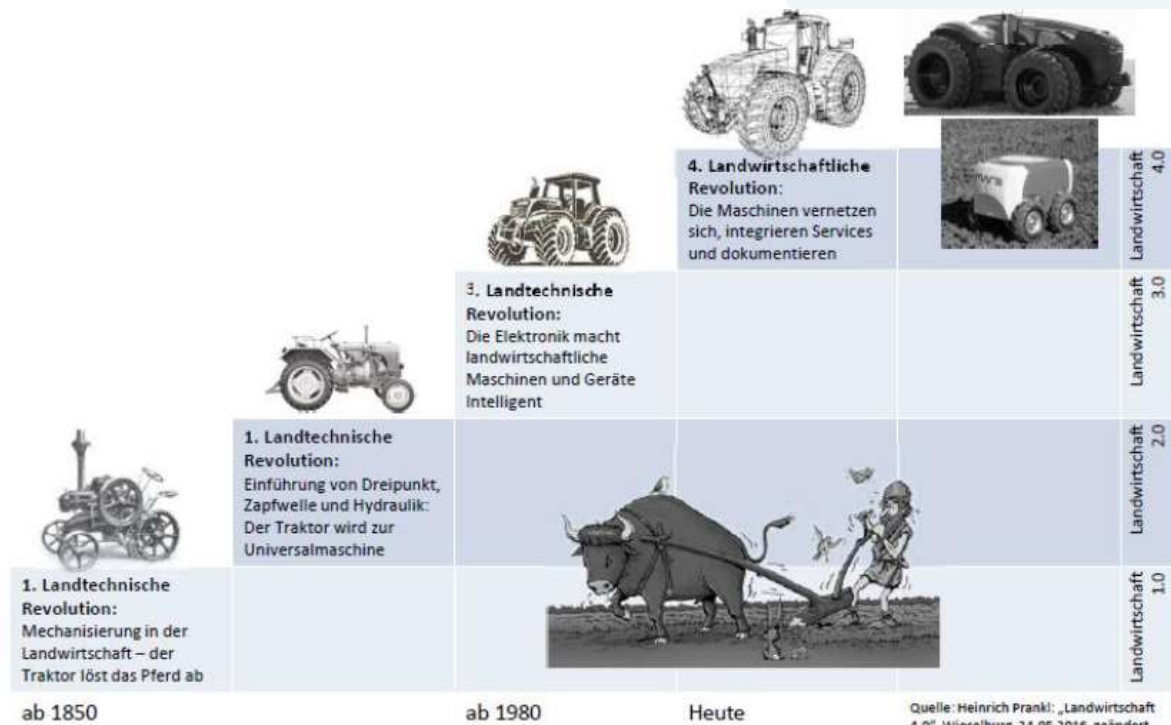 4. Landwirtschaftliche
Revolution:
Die Maschinen vernetzen
sich, integrieren Services
und dokumentieren
Landwirtschaft
4.0
3. Landtechnische
Revolution:
Die Elektronik macht
landwirtschaftliche
Maschinen und Geräte
Intelligent
Landwirtschaft
3.0
1. Landtechnische
Revolution:
Einführung von Dreipunkt,
Zapfwelle und Hydraulik:
Der Traktor wird zur
Universalmaschine
Landwirtschaft
2.0
1. Landtechnische
Revolution:
Mechanisierung in der
Landwirtschaft – der
Traktor löst das Pferd ab
Landwirtschaft
1.0
ab 1850
ab 1980
Heute
Quelle: Heinrich Prankl: „Landwirtschaft
4.0“, Wieselburg, 24.05.2016, geändert